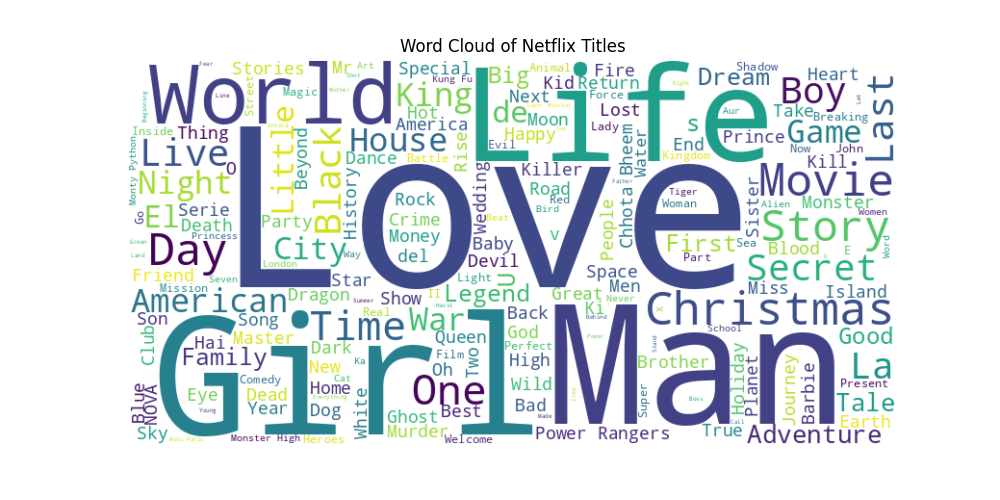 Word Cloud of Netflix Titles
World
Stories
Mr
Art
Special
Kung Fu
King
Hot
America
Street
Magic
Life
Big
Animal
Kid
Fire
Return
Next
Force
de
Moon
Happy
Lost
Lady
Evil
Dream
Shadow
Heart
Boy
Take
Breaking
Aur
Prince
s
End
Kingdom
Game
Now
John
Last
Inside
Thing
Live
O
Monty Python
Night
Little
Beyond
Black
House
Dance
Battle
Rise
History
Love
Killer
Wedding
Road
Red
Bird
Rock
Crime
Money
del
Beat
Baby
Devil
v
People
Chhota Bheem
Water
Father
Tiger
Woman
Sister
Movie
Kill
Monster
Alien
Women
Go
El
Serie
Death
Princess
Party
Day
City
London
Way
Story
First
Part
Sea
Blood
E
Word
Secret
Friend
Seven
Mission
Star
Light
U
Space
Men
Great
Never
Miss
Island
American
Dragon
Summer
Show
II
Legend
Ki
Behind
X
Christmas
Son
Song
Time
Real
War
Back
God
Perfect
School
Good
Club
Hai
Family
Master
Dark
Queen
Film
Two
Oh
High
Brother
Girl
Man
Comedy
New
Home
Cat
Ka
Everything
One
Best
Wild
Bad
Super
Boss
Holiday
Planet
Journey
Barbie
La
Present
Tale
Earth
Blue
NOVA
Eye
Young
Dead
Year
Dog
White
Ghost
Murder
Sky
Monster High
Heroes
Welcome
Power Rangers
True
Call
Adventure